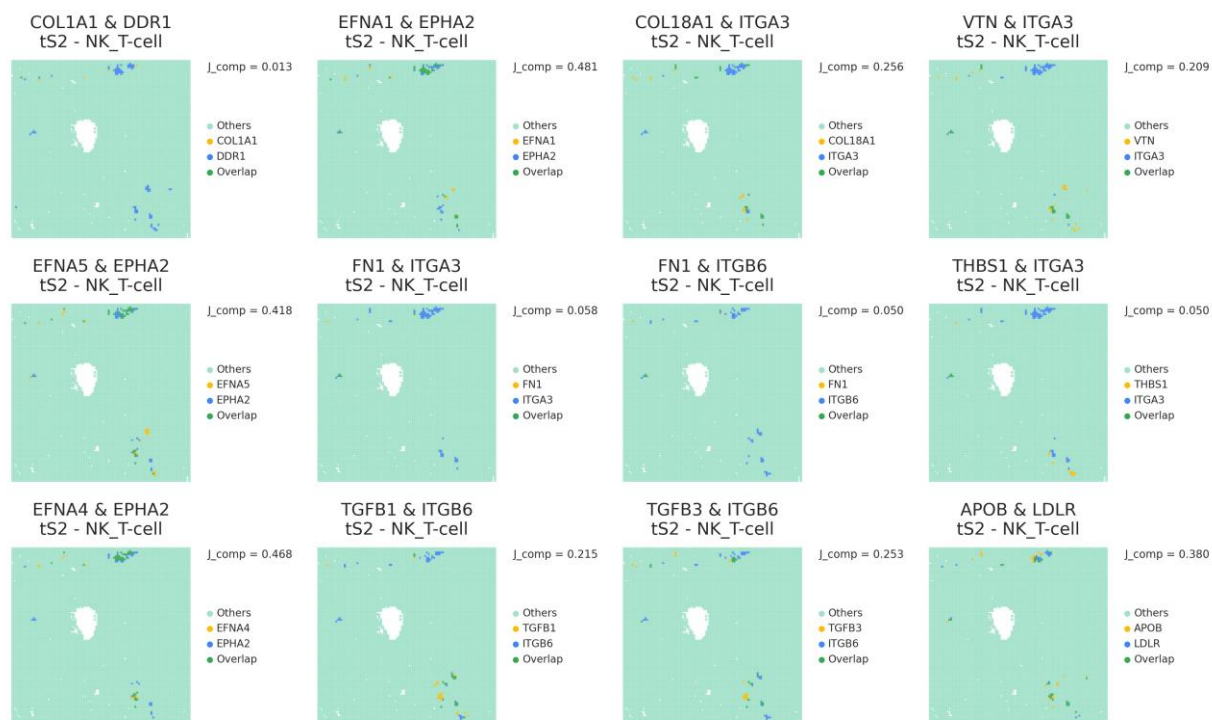 COL1A1 & DDR1
tS2 - NK_T-cell
J_comp = 0.013
Others
COL1A1
DDR1
Overlap
EFNA1 & EPHA2
tS2 - NK_T-cell
J_comp = 0.481
Others
EFNA1
EPHA2
Overlap
COL18A1 & ITGA3
tS2 - NK_T-cell
J_comp = 0.256
Others
COL18A1
ITGA3
Overlap
VTN & ITGA3
tS2 - NK_T-cell
J_comp = 0.209
Others
VTN
ITGA3
Overlap
EFNA5 & EPHA2
tS2 - NK_T-cell
J_comp = 0.418
Others
EFNA5
EPHA2
Overlap
FN1 & ITGA3
tS2 - NK_T-cell
J_comp = 0.058
Others
FN1
ITGA3
Overlap
FN1 & ITGB6
tS2 - NK_T-cell
J_comp = 0.050
Others
FN1
ITGB6
Overlap
THBS1 & ITGA3
tS2 - NK_T-cell
J_comp = 0.050
Others
THBS1
ITGA3
Overlap
EFNA4 & EPHA2
tS2 - NK_T-cell
J_comp = 0.468
Others
EFNA4
EPHA2
Overlap
TGFB1 & ITGB6
tS2 - NK_T-cell
J_comp = 0.215
Others
TGFB1
ITGB6
Overlap
TGFB3 & ITGB6
tS2 - NK_T-cell
J_comp = 0.253
Others
TGFB3
ITGB6
Overlap
APOB & LDLR
tS2 - NK_T-cell
J_comp = 0.380
Others
APOB
LDLR
Overlap